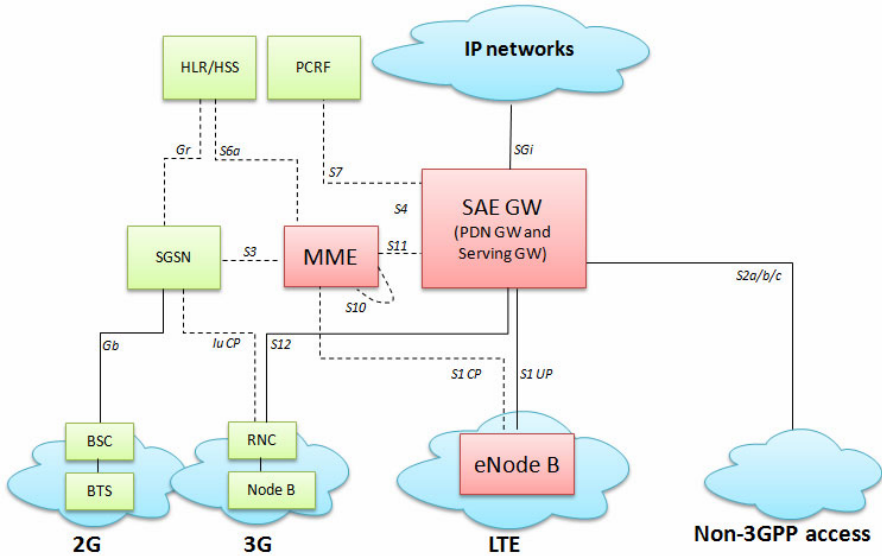 IP networks
HLR/HSS
PCRF
Gr
S6a
SGi
S7
S4
SAE GW
(PDN GW and
Serving GW)
SGSN
S3
MME
S11
S10
S2a/b/c
Gb
Iu CP
S12
S1 CP
S1 UP
BSC
RNC
eNode B
BTS
Node B
2G
3G
LTE
Non-3GPP access